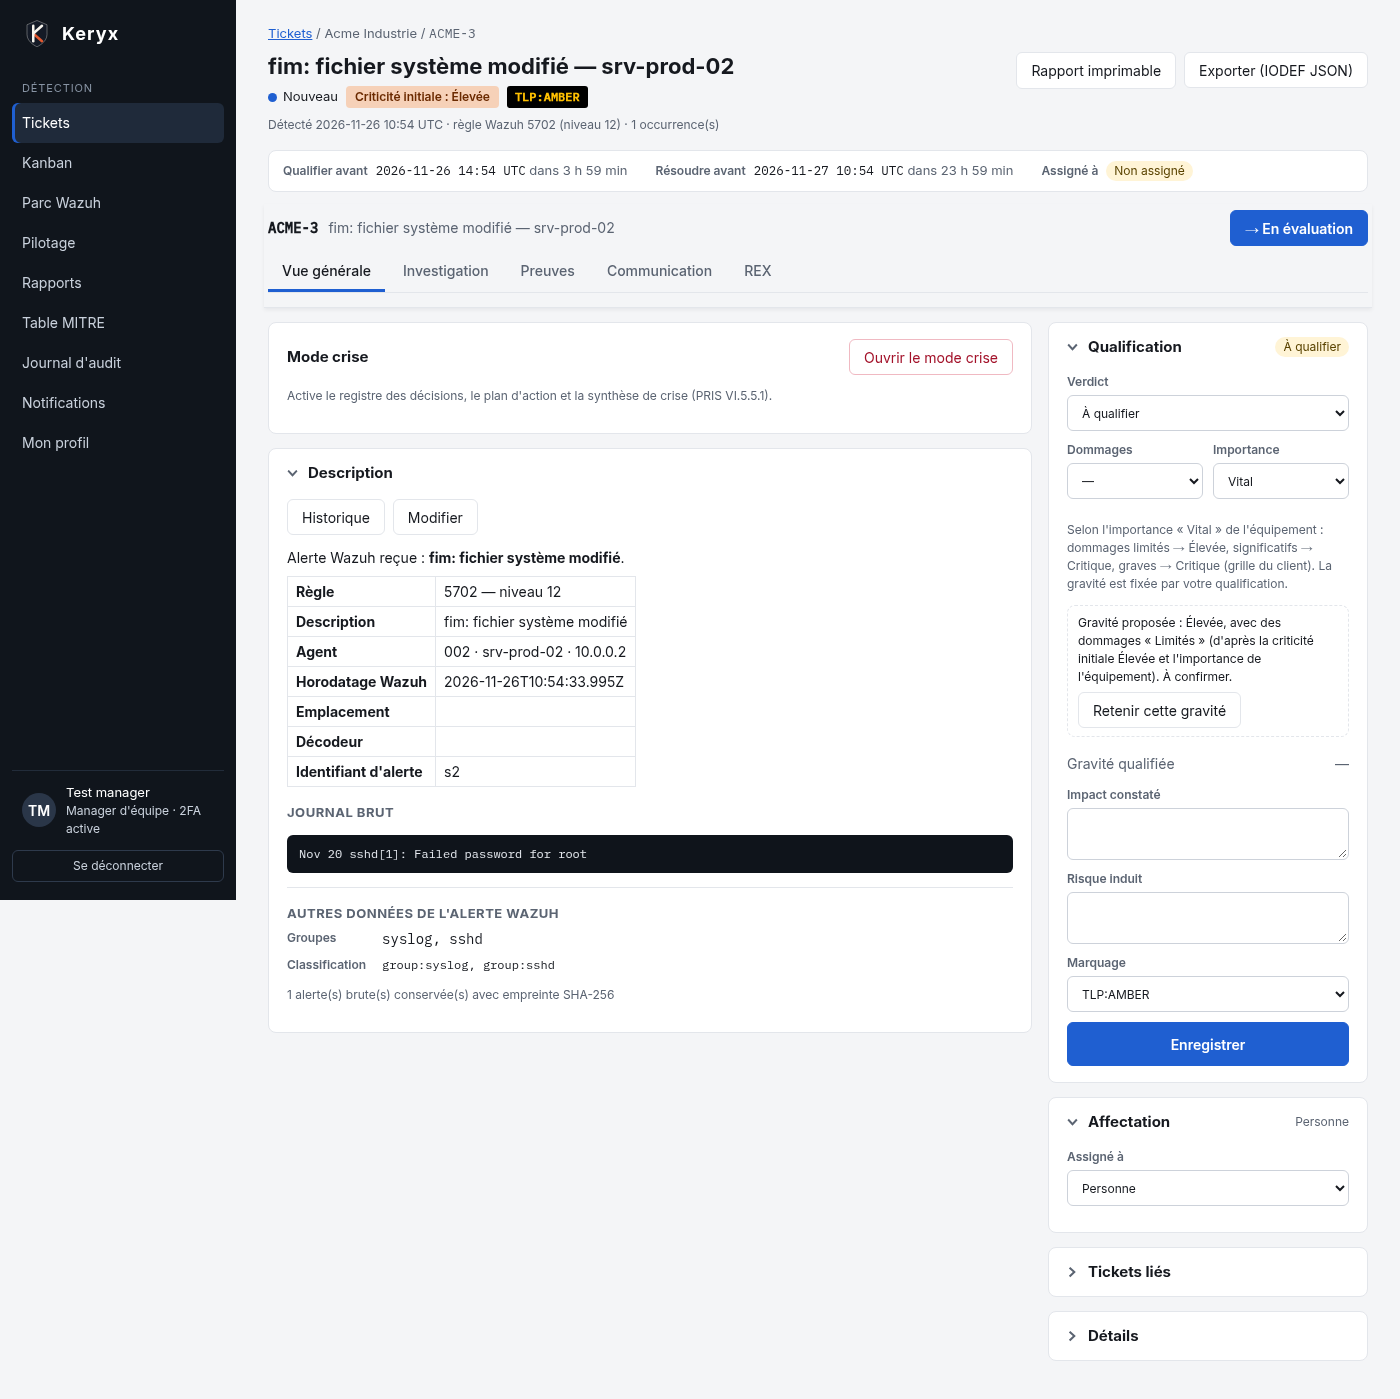 Keryx
DÉTECTION
Tickets
Kanban
Parc Wazuh
Pilotage
Rapports
Table MITRE
Journal d'audit
Notifications
Mon profil
TM
Test manager
Manager d'équipe · 2FA
active
Se déconnecter
Tickets / Acme Industrie / ACME-3
fim: fichier système modifié — srv-prod-02
Rapport imprimable
Exporter (IODEF JSON)
Nouveau
Criticité initiale : Élevée
TLP:AMBER
Détecté 2026-11-26 10:54 UTC · règle Wazuh 5702 (niveau 12) · 1 occurrence(s)
Qualifier avant 2026-11-26 14:54 UTC dans 3 h 59 min
Résoudre avant 2026-11-27 10:54 UTC dans 23 h 59 min
Assigné à Non assigné
ACME-3 fim: fichier système modifié — srv-prod-02
→ En évaluation
Vue générale
Investigation
Preuves
Communication
REX
Mode crise
Ouvrir le mode crise
Active le registre des décisions, le plan d'action et la synthèse de crise (PRIS VI.5.5.1).
Description
Historique
Modifier
Alerte Wazuh reçue : fim: fichier système modifié.
Règle 5702 — niveau 12
Description fim: fichier système modifié
Agent 002 · srv-prod-02 · 10.0.0.2
Horodatage Wazuh 2026-11-26T10:54:33.995Z
Emplacement
Décodeur
Identifiant d'alerte s2
JOURNAL BRUT
Nov 20 sshd[1]: Failed password for root
AUTRES DONNÉES DE L'ALERTE WAZUH
Groupes syslog, sshd
Classification group:syslog, group:sshd
1 alerte(s) brute(s) conservée(s) avec empreinte SHA-256
Qualification
À qualifier
Verdict
À qualifier
Dommages
Importance
—
Vital
Selon l'importance « Vital » de l'équipement :
dommages limités → Élevée, significatifs →
Critique, graves → Critique (grille du client). La
gravité est fixée par votre qualification.
Gravité proposée : Élevée, avec des
dommages « Limités » (d'après la criticité
initiale Élevée et l'importance de
l'équipement). À confirmer.
Retenir cette gravité
Gravité qualifiée —
Impact constaté
Risque induit
Marquage
TLP:AMBER
Enregistrer
Affectation
Personne
Assigné à
Personne
Tickets liés
Détails